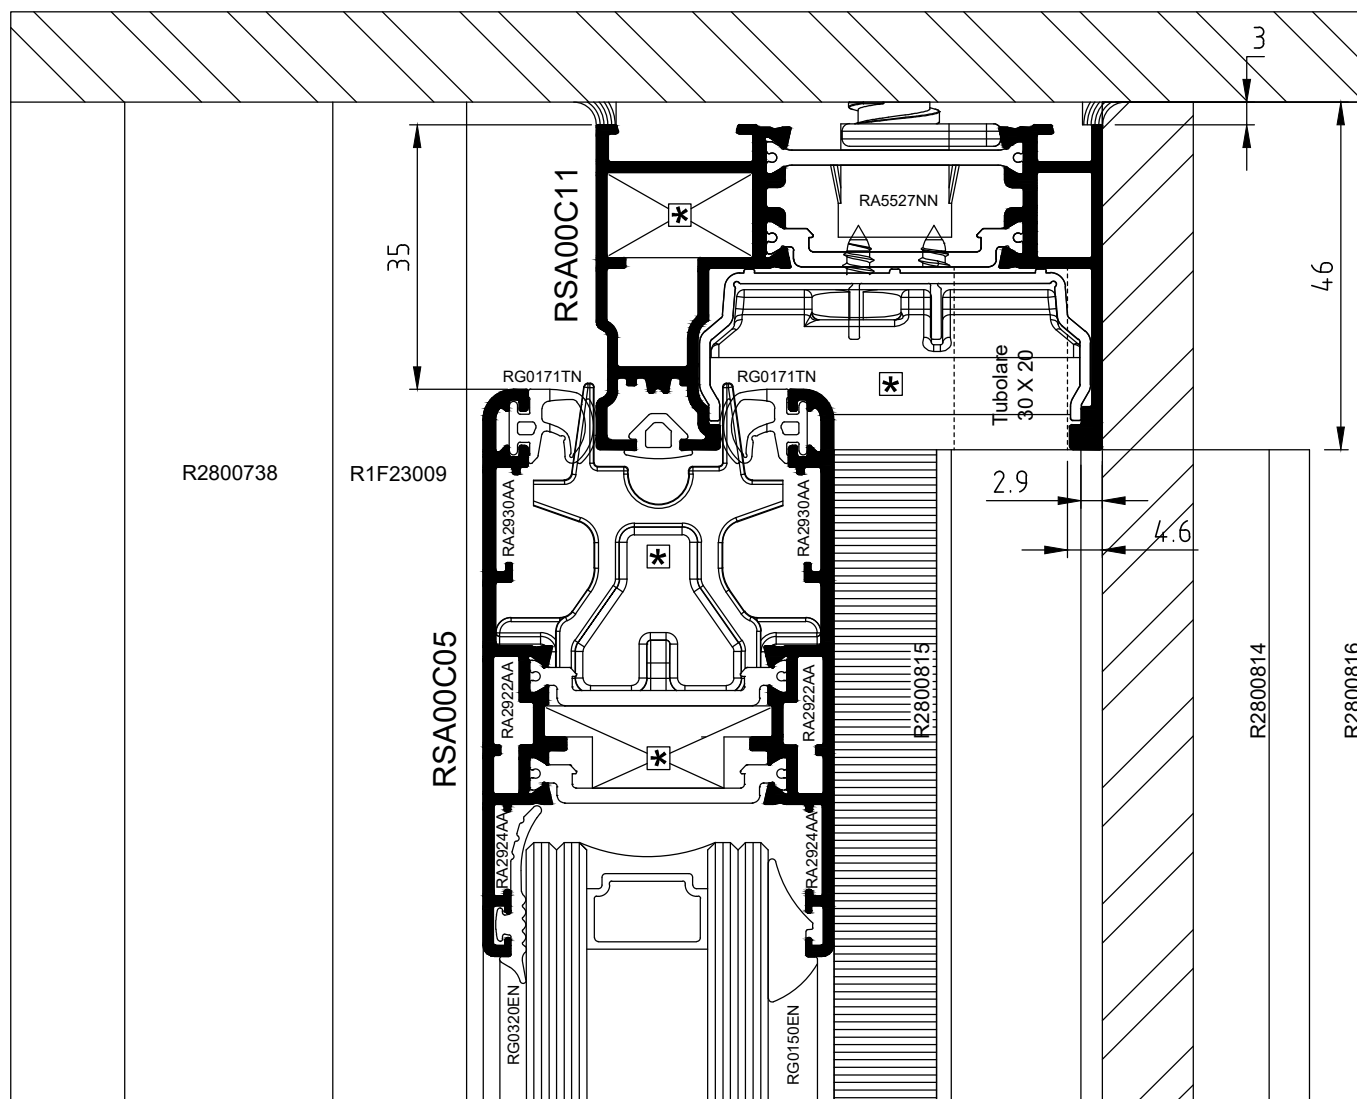 3
46
35
RSA00C11
RA5527NN
RG0171TN
RG0171TN
*
*
Tubolare
30 X 20
R2800738
R1F23009
2.9
4.6
RA2930AA
RA2930AA
*
RSA00C05
RA2922AA
RA2922AA
R2800815
R2800814
R2800816
*
RA2924AA
RA2924AA
RG0320EN
RG0150EN